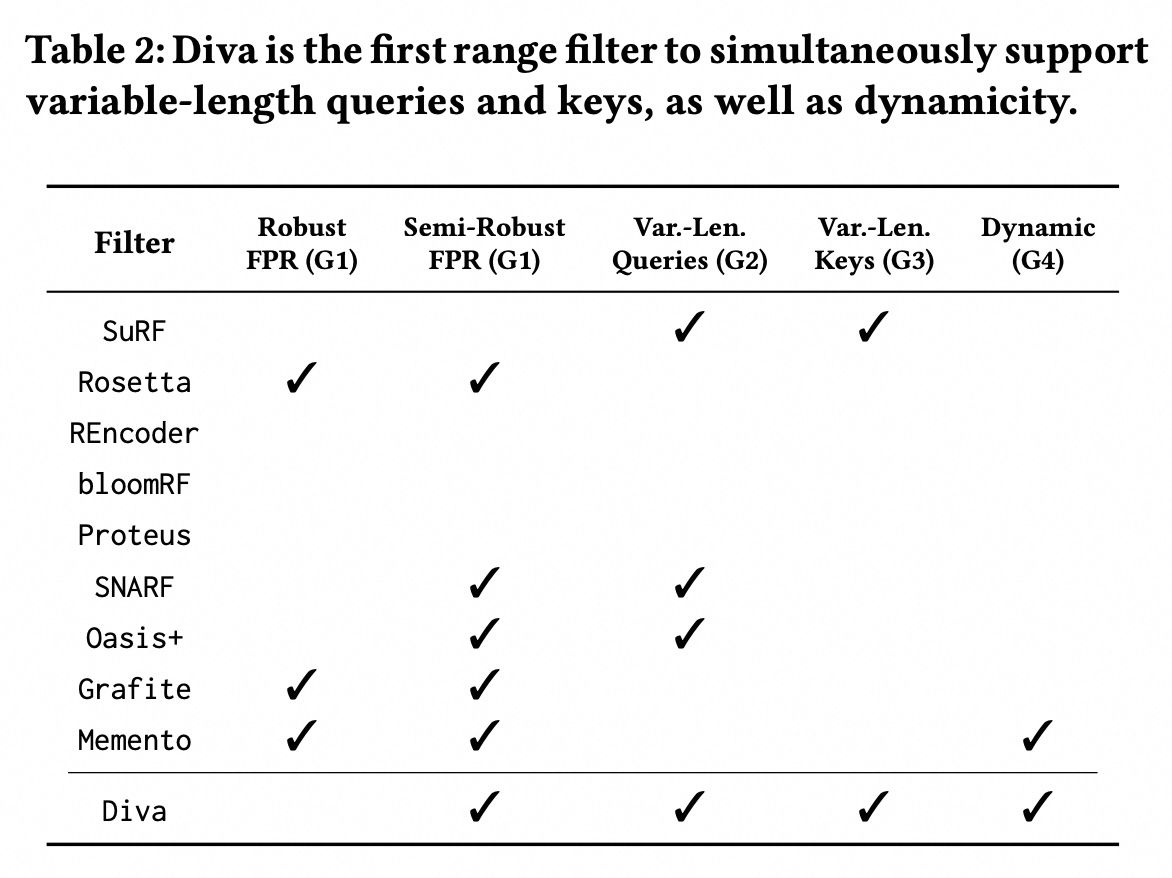 Table 2: Diva is the first range filter to simultaneously support
variable-length queries and keys, as well as dynamicity.
Filter Robust FPR (G1) Semi-Robust FPR (G1) Var.-Len. Queries (G2) Var.-Len. Keys (G3) Dynamic (G4)
SuRF ✓ ✓
Rosetta ✓ ✓
REncoder
bloomRF
Proteus
SNARF ✓ ✓
Oasis+ ✓ ✓
Grafite ✓ ✓
Memento ✓ ✓ ✓
Diva ✓ ✓ ✓ ✓